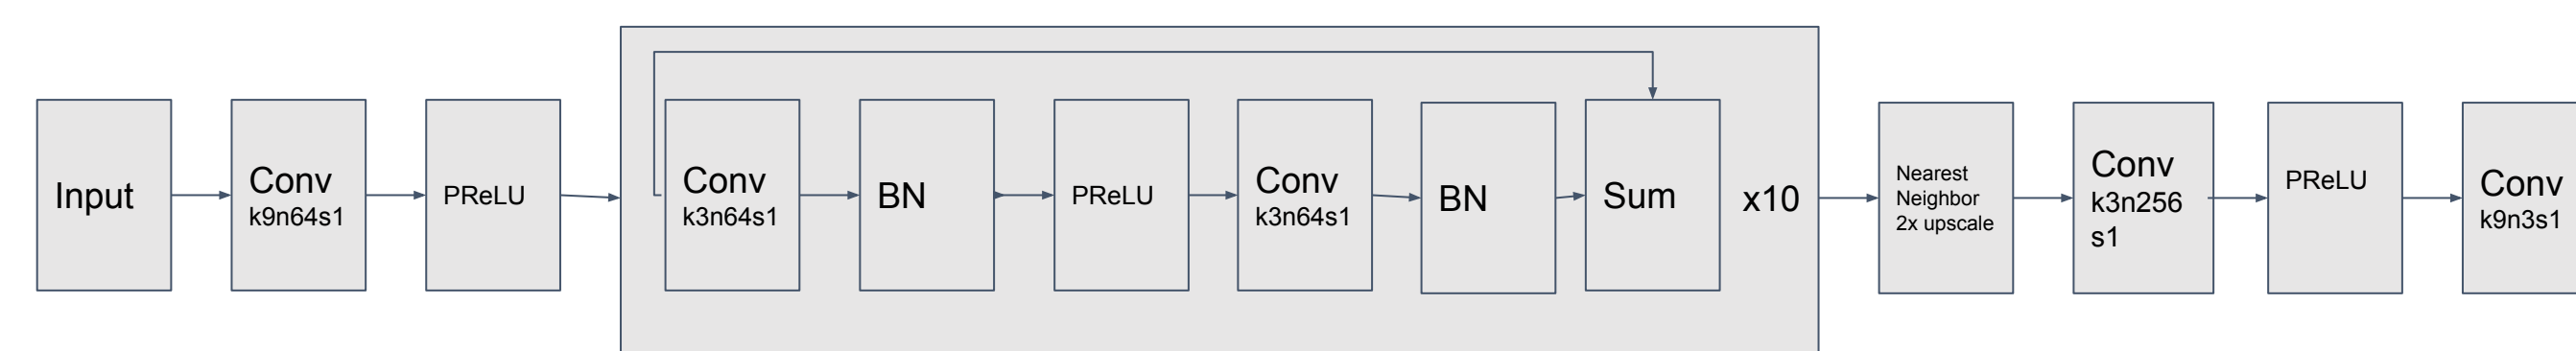 Input
Conv
k9n64s1
PReLU
Conv
k3n64s1
BN
PReLU
Conv
k3n64s1
BN
Sum
x10
Nearest
Neighbor
2x upscale
Conv
k3n256
s1
PReLU
Conv
k9n3s1